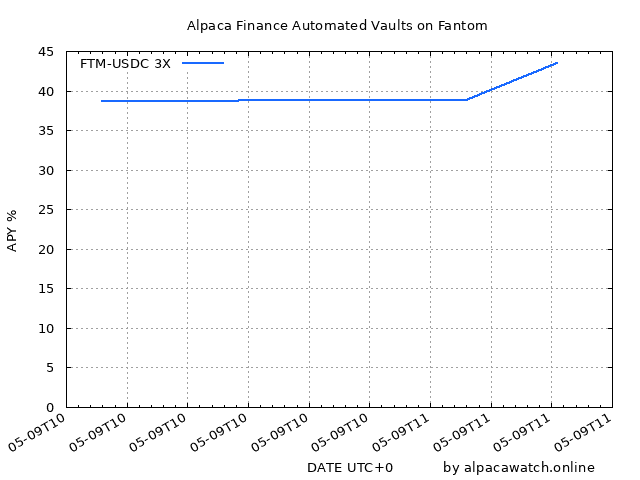 Alpaca Finance Automated Vaults on Fantom
FTM-USDC 3X
APY %
45
40
35
30
25
20
15
10
5
0
05-09T10
05-09T10
05-09T10
05-09T10
05-09T10
05-09T10
05-09T11
05-09T11
05-09T11
05-09T11
DATE UTC+0 by alpacawatch.online